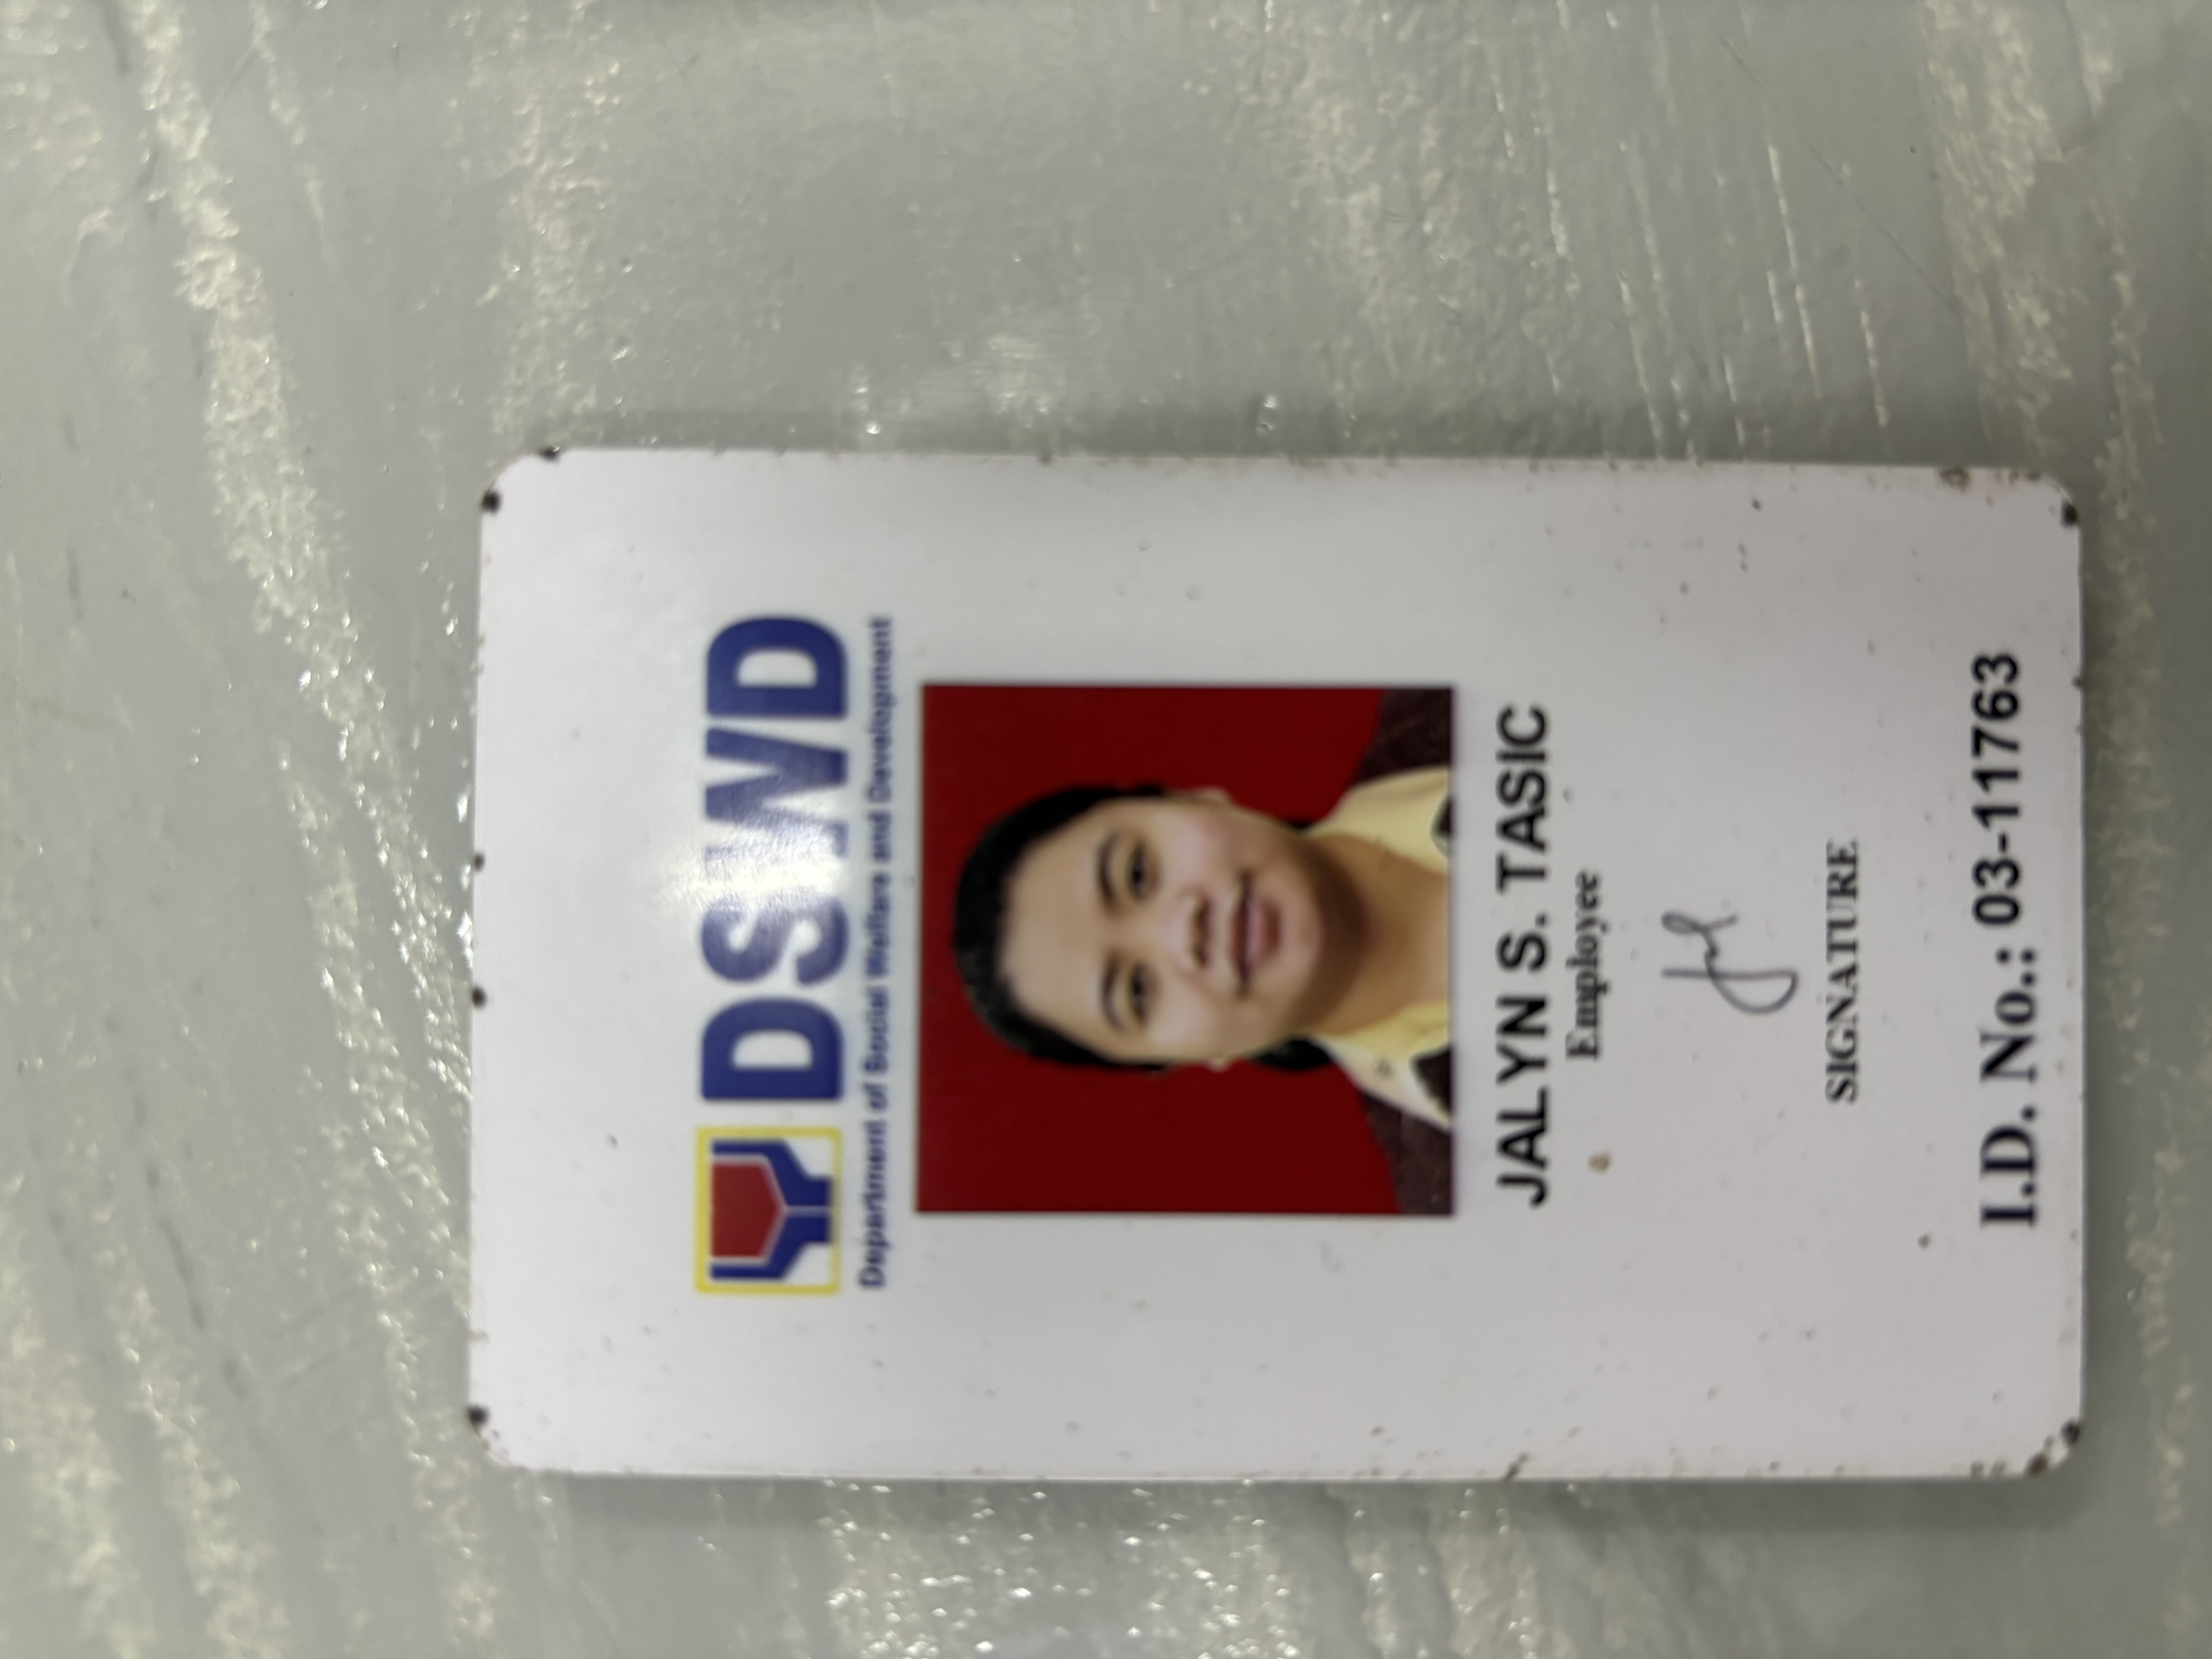 DSWD
Department of Social Welfare and Development
JALYN S. TASIC
Employee
Jal
SIGNATURE
I.D. No.: 03-11763